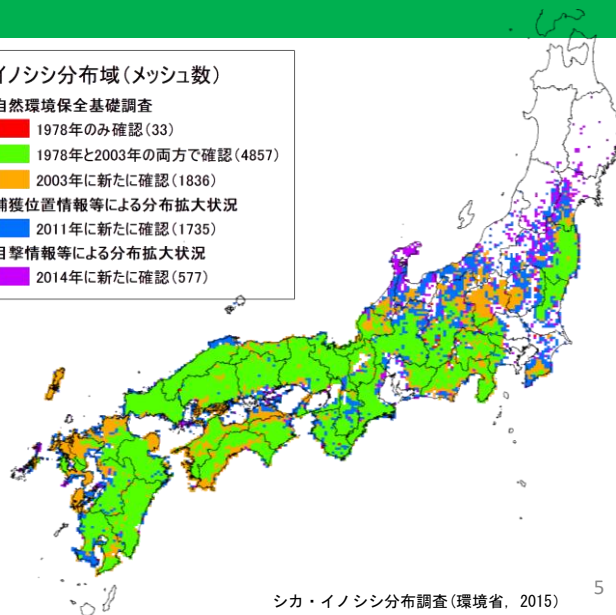 イノシシ分布域（メッシュ数）
自然環境保全基礎調査
1978年のみ確認（33）
1978年と2003年の両方で確認（4857）
2003年に新たに確認（1836）
捕獲位置情報等による分布拡大状況
2011年に新たに確認（1735）
目撃情報等による分布拡大状況
2014年に新たに確認（577）
シカ・イノシシ分布調査（環境省，2015）
5